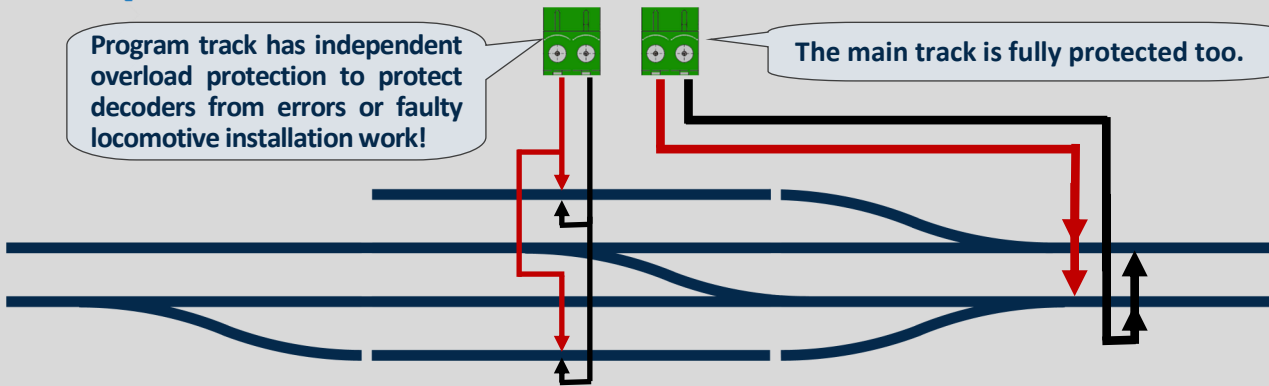 Program track has independent
overload protection to protect
decoders from errors or faulty
locomotive installation work!
The main track is fully protected too.